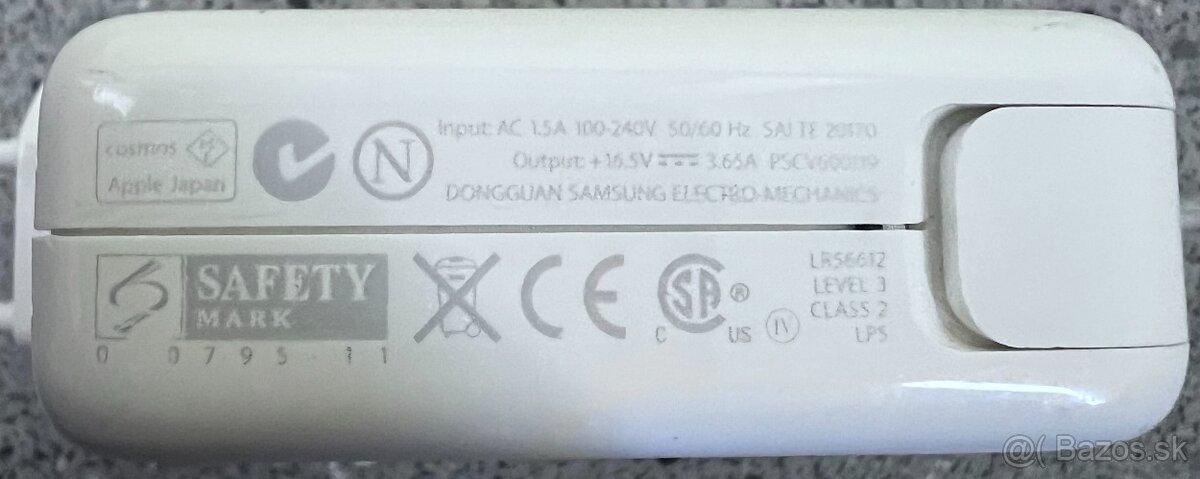 cosmos
Apple Japan
N
Input: AC 1.5A 100-240V 50/60 Hz SAI TE 20170
Output: +16.5V 3.65A
DONGGUAN SAMSUNG ELECTRO-MECHANICS
S SAFETY
MARK
0 0795-11
CE
SA®
C US
IV
LR56612
LEVEL 3
CLASS 2
LPS
@( Bazos.sk